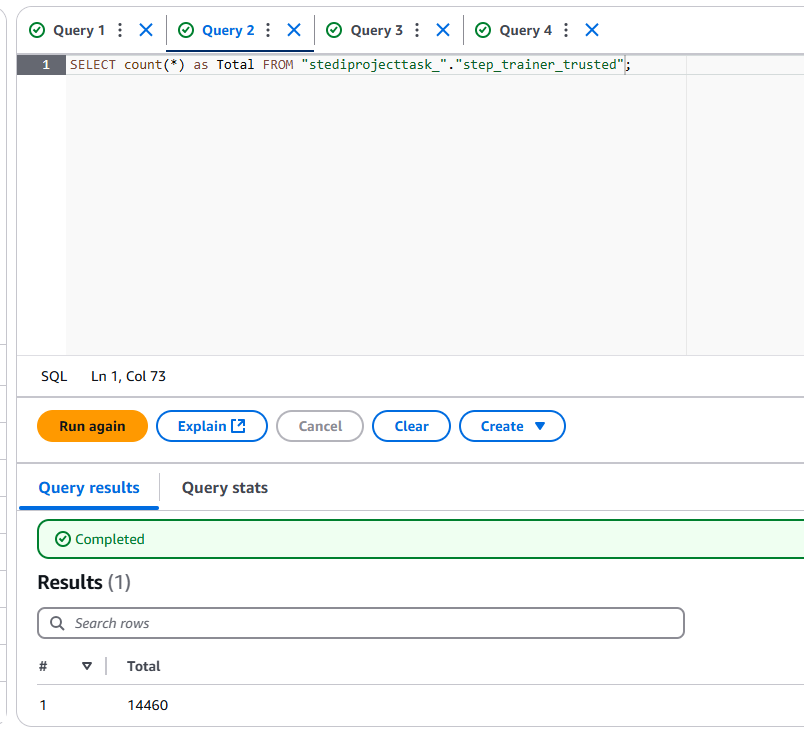 Query 1 Query 2 Query 3 Query 4
1 SELECT count(*) as Total FROM "stediprojecttask_"."step_trainer_trusted";
SQL Ln 1, Col 73
Run again Explain Cancel Clear Create
Query results Query stats
Completed
Results (1)
Search rows
# Total
1 14460